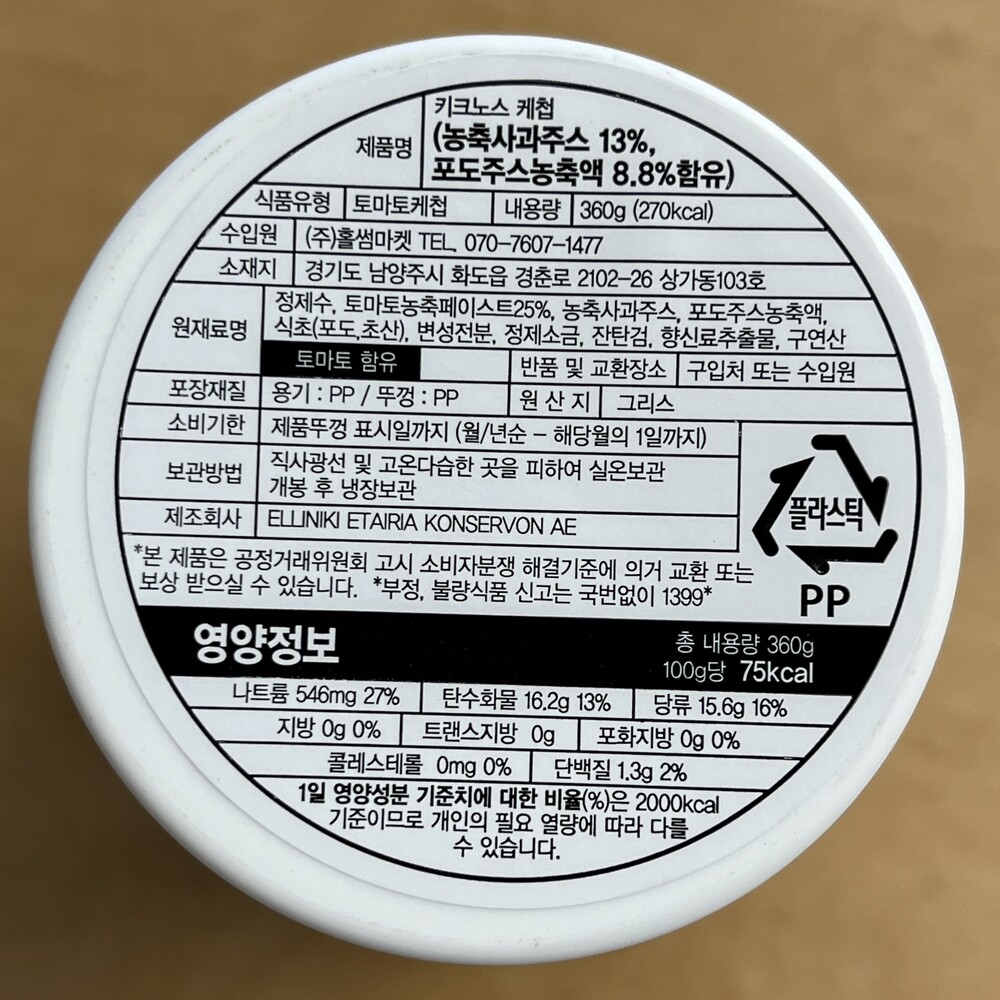 제품명
키크노스 케첩
(농축사과주스 13%,
포도주스농축액 8.8%함유)
식품유형 토마토케첩 내용량 360g (270kcal)
수입원 (주)홀썸마켓 TEL. 070-7607-1477
소재지 경기도 남양주시 화도읍 경춘로 2102-26 상가동103호
원재료명
정제수, 토마토농축페이스트25%, 농축사과주스, 포도주스농축액,
식초(포도,초산), 변성전분, 정제소금, 잔탄검, 향신료추출물, 구연산
토마토 함유 반품 및 교환장소 구입처 또는 수입원
포장재질 용기 : PP / 뚜껑 : PP 원 산 지 그리스
소비기한 제품뚜껑 표시일까지 (월/년순 - 해당월의 1일까지)
보관방법
직사광선 및 고온다습한 곳을 피하여 실온보관
개봉 후 냉장보관
제조회사 ELLINIKI ETAIRIA KONSERVON AE
플라스틱
PP
*본 제품은 공정거래위원회 고시 소비자분쟁 해결기준에 의거 교환 또는
보상 받으실 수 있습니다. *부정, 불량식품 신고는 국번없이 1399*
영양정보
총 내용량 360g
100g당 75kcal
나트륨 546mg 27% 탄수화물 16.2g 13% 당류 15.6g 16%
지방 0g 0% 트랜스지방 0g 포화지방 0g 0%
콜레스테롤 0mg 0% 단백질 1.3g 2%
1일 영양성분 기준치에 대한 비율(%)은 2000kcal
기준이므로 개인의 필요 열량에 따라 다를
수 있습니다.